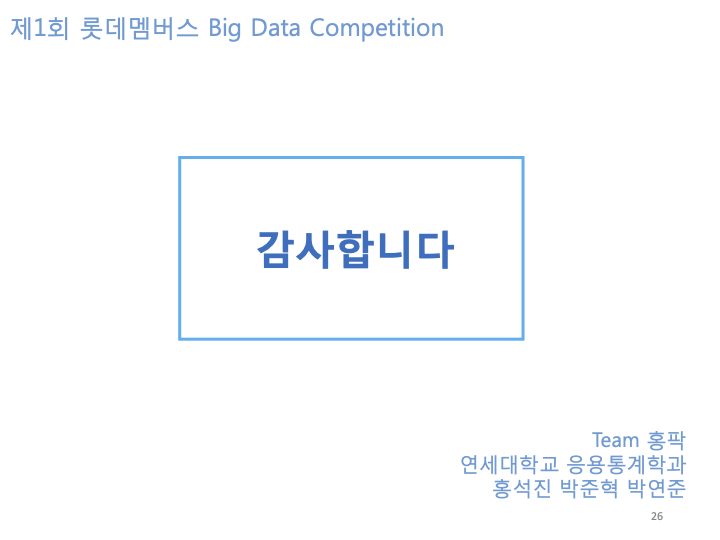 제1회 롯데멤버스 Big Data Competition
감사합니다
Team 홍팍
연세대학교 응용통계학과
홍석진 박준혁 박연준
26